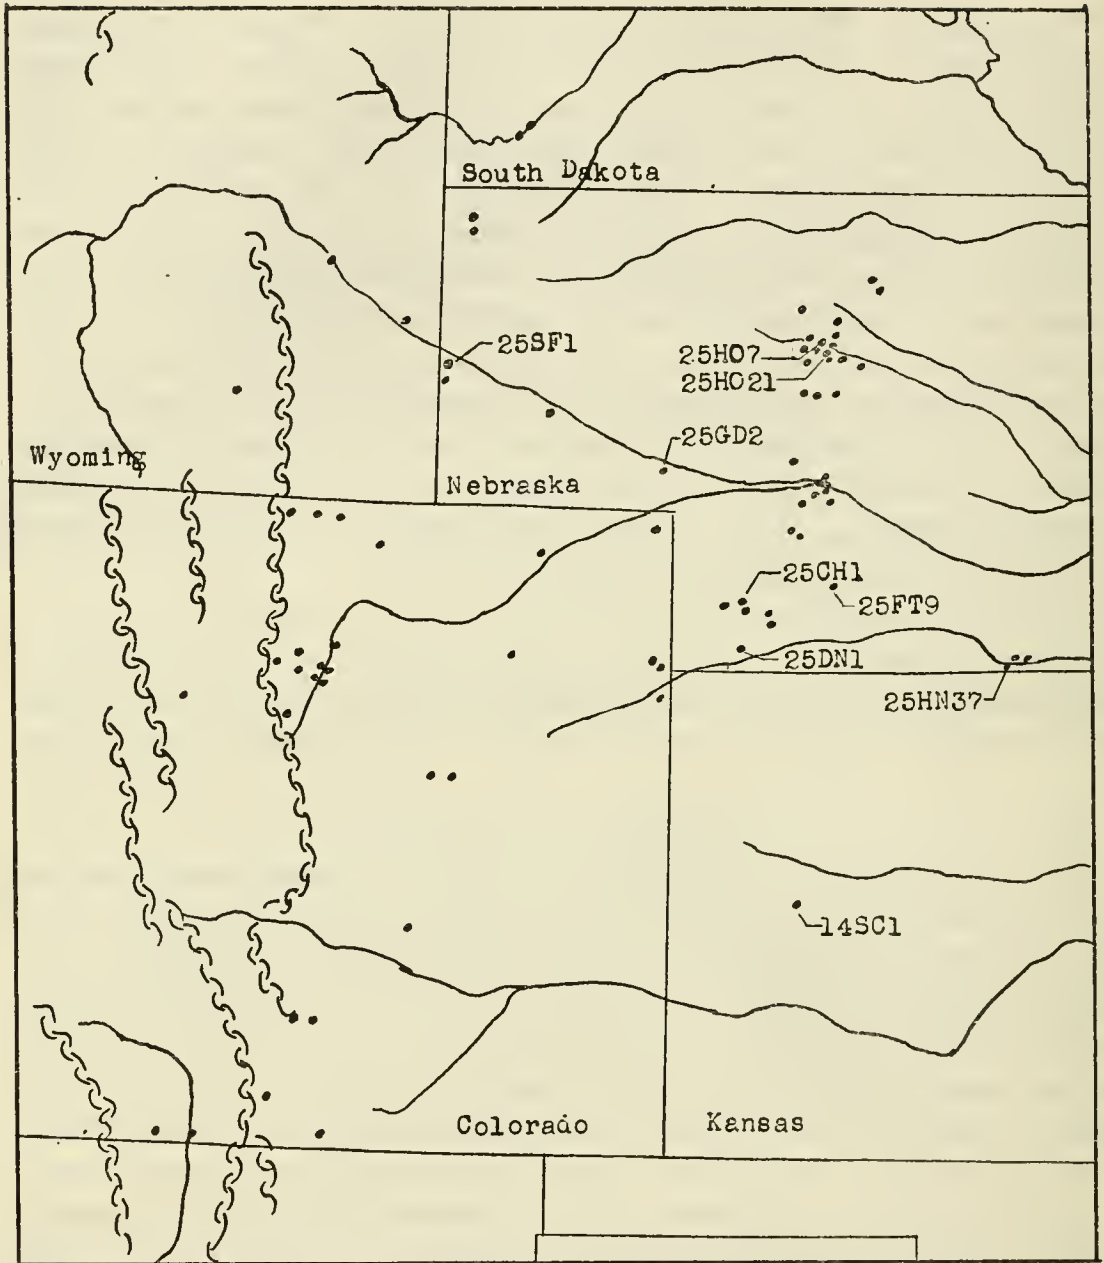 South Dakota
25SF1
25HO7
25HO21
25GD2
Wyoming
Nebraska
25CH1
25FT9
25DN1
25HN37
14SC1
Colorado
Kansas